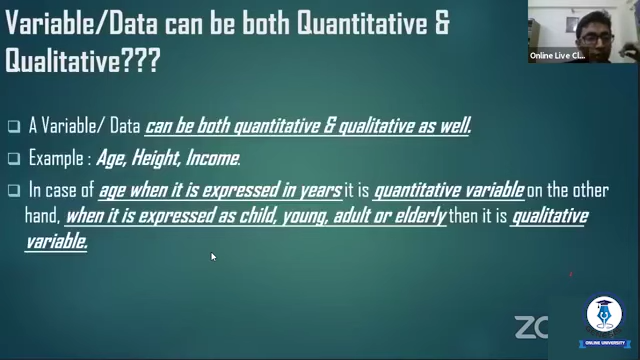 Variable/Data can be both Quantitative &
Qualitative???
Online Live Cl...
A Variable/ Data can be both quantitative & qualitative as well.
Example : Age, Height, Income.
In case of age when it is expressed in years it is quantitative variable on the other
hand, when it is expressed as child, young, adult or elderly then it is qualitative
variable.
ZO
ONLINE UNIVERSITY